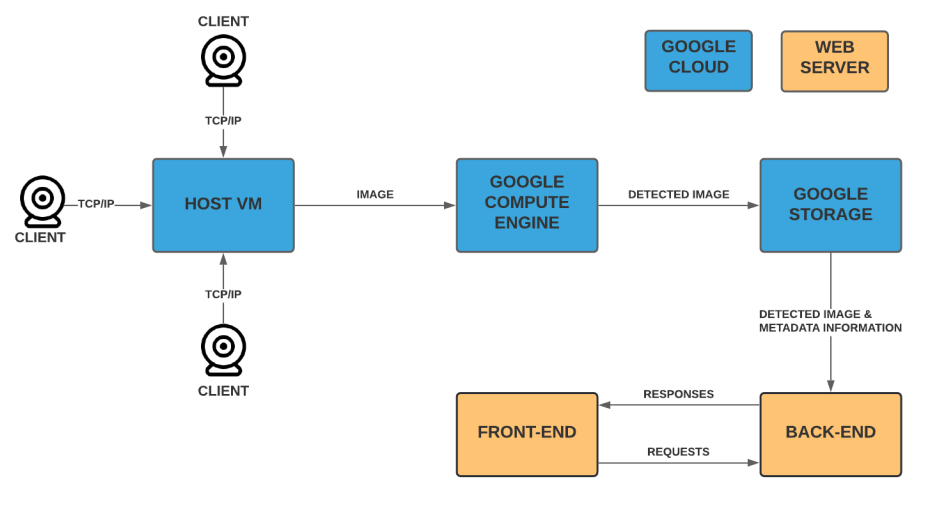 CLIENT
GOOGLE
CLOUD
WEB
SERVER
TCP/IP
TCP/IP
CLIENT
HOST VM
IMAGE
GOOGLE
COMPUTE
ENGINE
DETECTED IMAGE
GOOGLE
STORAGE
TCP/IP
CLIENT
DETECTED IMAGE &
METADATA INFORMATION
FRONT-END
RESPONSES
REQUESTS
BACK-END